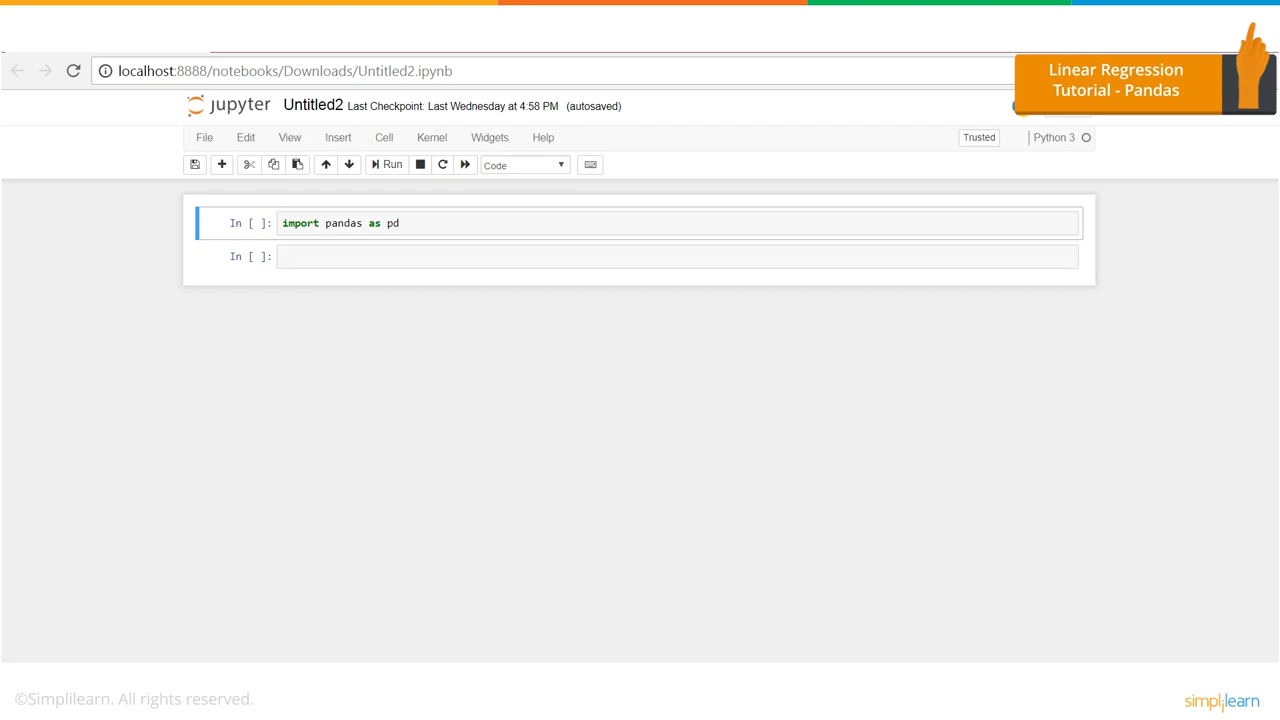 localhost:8888/notebooks/Downloads/Untitled2.ipynb
Linear Regression
Tutorial - Pandas
jupyter Untitled2 Last Checkpoint: Last Wednesday at 4:58 PM (autosaved)
File Edit View Insert Cell Kernel Widgets Help Trusted Python 3
Run Code
In [ ]: import pandas as pd
In [ ]:
©Simplilearn. All rights reserved.
simplilearn